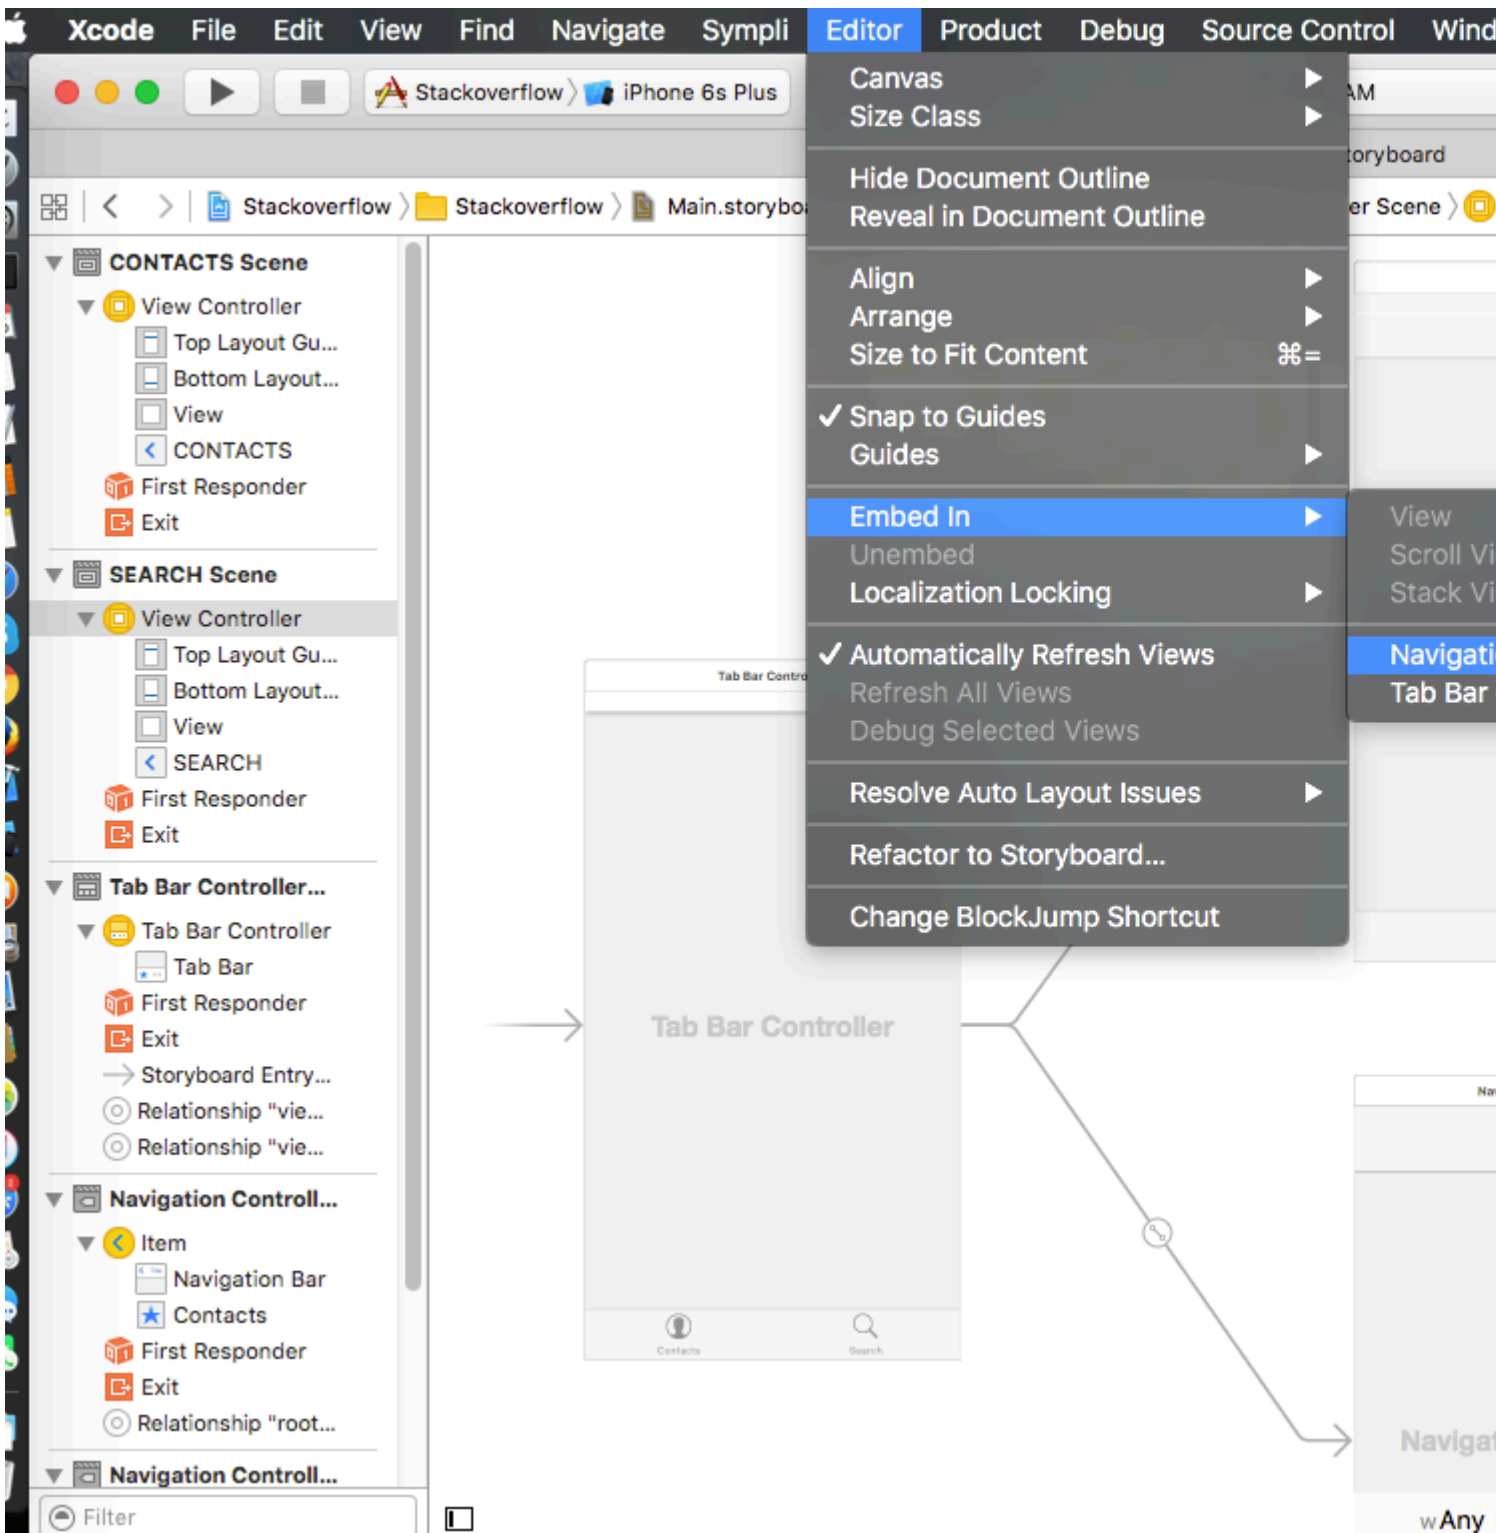 Xcode File Edit View Find Navigate Sympli Editor Product Debug Source Control Wind
Stackoverflow iPhone 6s Plus
AM
toryboard
Stackoverflow Stackoverflow Main.storyboa
er Scene
CONTACTS Scene
View Controller
Top Layout Gu...
Bottom Layout...
View
CONTACTS
First Responder
Exit
SEARCH Scene
View Controller
Top Layout Gu...
Bottom Layout...
View
SEARCH
First Responder
Exit
Tab Bar Controller...
Tab Bar Controller
Tab Bar
First Responder
Exit
Storyboard Entry...
Relationship "vie...
Relationship "vie...
Navigation Controll...
Item
Navigation Bar
Contacts
First Responder
Exit
Relationship "root...
Navigation Controll...
Filter
Canvas
Size Class
Hide Document Outline
Reveal in Document Outline
Align
Arrange
Size to Fit Content ⌘=
✓ Snap to Guides
Guides
Embed In
Unembed
Localization Locking
✓ Automatically Refresh Views
Refresh All Views
Debug Selected Views
Resolve Auto Layout Issues
Refactor to Storyboard...
Change BlockJump Shortcut
View
Scroll Vi
Stack Vi
Navigati
Tab Bar
Tab Bar Contro
Tab Bar Controller
Contacts Search
Nav
Navigat
wAny